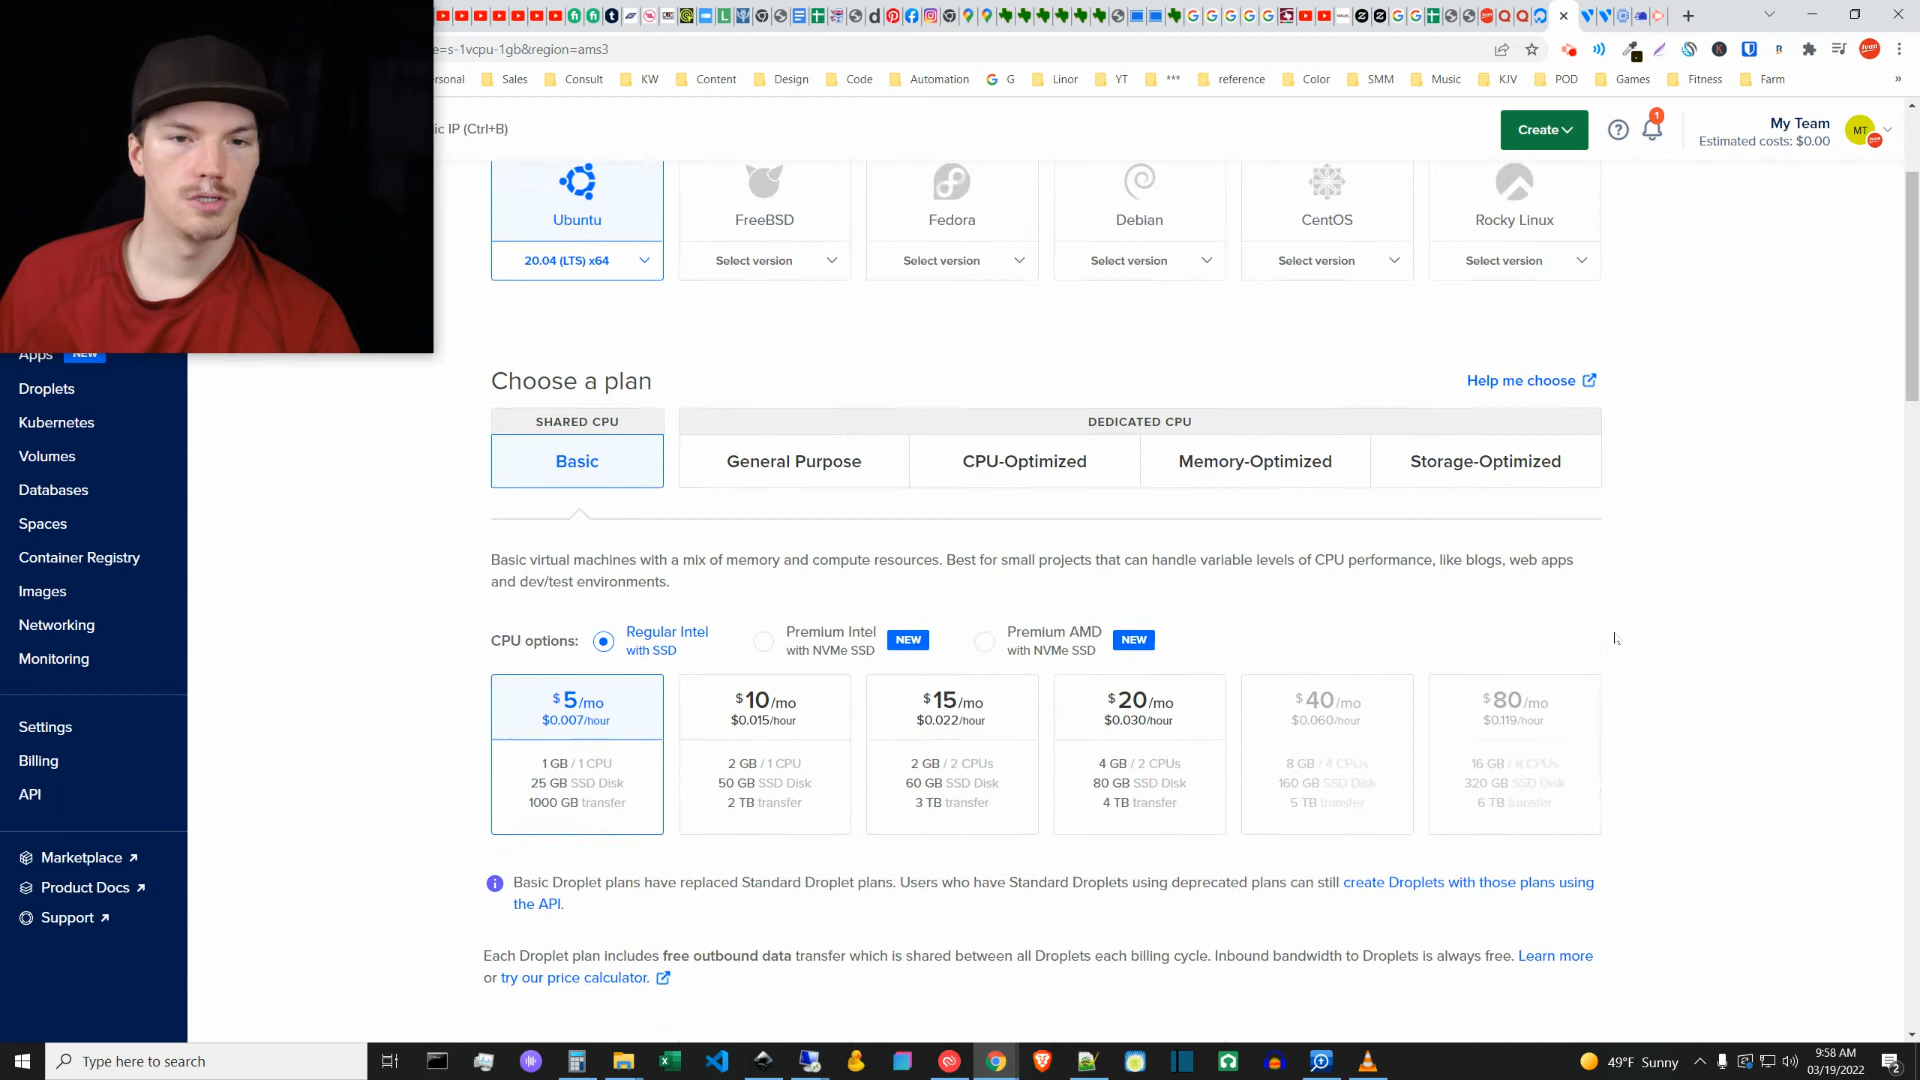 e=s-1vcpu-1gb&region=ams3
ersonal Sales Consult KW Content Design Code Automation G Linor YT *** reference Color SMM Music KJV POD Games Fitness Farm »
ic IP (Ctrl+B)
Create
1
My Team
Estimated costs: $0.00
MT
Ubuntu FreeBSD Fedora Debian CentOS Rocky Linux
20.04 (LTS) x64 Select version Select version Select version Select version Select version
Apps NEW
Droplets
Kubernetes
Volumes
Databases
Spaces
Container Registry
Images
Networking
Monitoring
Settings
Billing
API
Marketplace
Product Docs
Support
Choose a plan
Help me choose
SHARED CPU DEDICATED CPU
Basic General Purpose CPU-Optimized Memory-Optimized Storage-Optimized
Basic virtual machines with a mix of memory and compute resources. Best for small projects that can handle variable levels of CPU performance, like blogs, web apps
and dev/test environments.
CPU options:
Regular Intel
with SSD
Premium Intel
with NVMe SSD
NEW
Premium AMD
with NVMe SSD
NEW
$5/mo
$0.007/hour
1 GB / 1 CPU
25 GB SSD Disk
1000 GB transfer
$10/mo
$0.015/hour
2 GB / 1 CPU
50 GB SSD Disk
2 TB transfer
$15/mo
$0.022/hour
2 GB / 2 CPUs
60 GB SSD Disk
3 TB transfer
$20/mo
$0.030/hour
4 GB / 2 CPUs
80 GB SSD Disk
4 TB transfer
$40/mo
$0.060/hour
8 GB / 4 CPUs
160 GB SSD Disk
5 TB transfer
$80/mo
$0.119/hour
16 GB / 8 CPUs
320 GB SSD Disk
6 TB transfer
Basic Droplet plans have replaced Standard Droplet plans. Users who have Standard Droplets using deprecated plans can still create Droplets with those plans using
the API.
Each Droplet plan includes free outbound data transfer which is shared between all Droplets each billing cycle. Inbound bandwidth to Droplets is always free. Learn more
or try our price calculator.
Type here to search
49°F Sunny
9:58 AM
03/19/2022
2